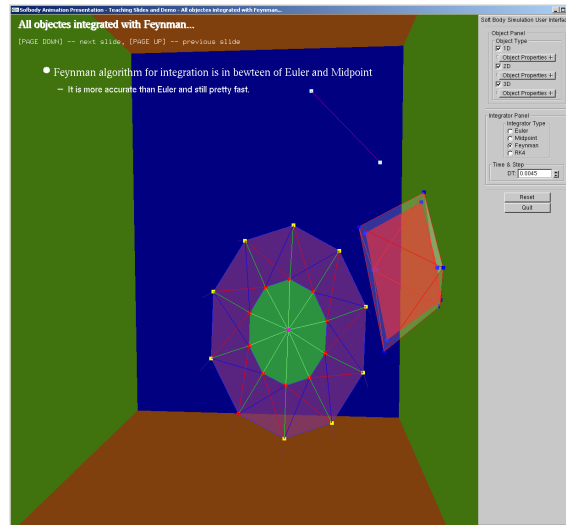 Softbody Animation Presentation - Teaching Slides and Demo - All objectes integrated with Feynman...
All objectes integrated with Feynman...
[PAGE DOWN] -- next slide, [PAGE UP] -- previous slide
Feynman algorithm for integration is in bewteen of Euler and Midpoint
– It is more accurate than Euler and still pretty fast.
Soft Body Simulation User Interfac
Object Panel
Object Type
1D
Object Properties +
2D
Object Properties +
3D
Object Properties +
Integrator Panel
Integrator Type
Euler
Midpoint
Feynman
RK4
Time & Step
DT: 0.0045
Reset
Quit